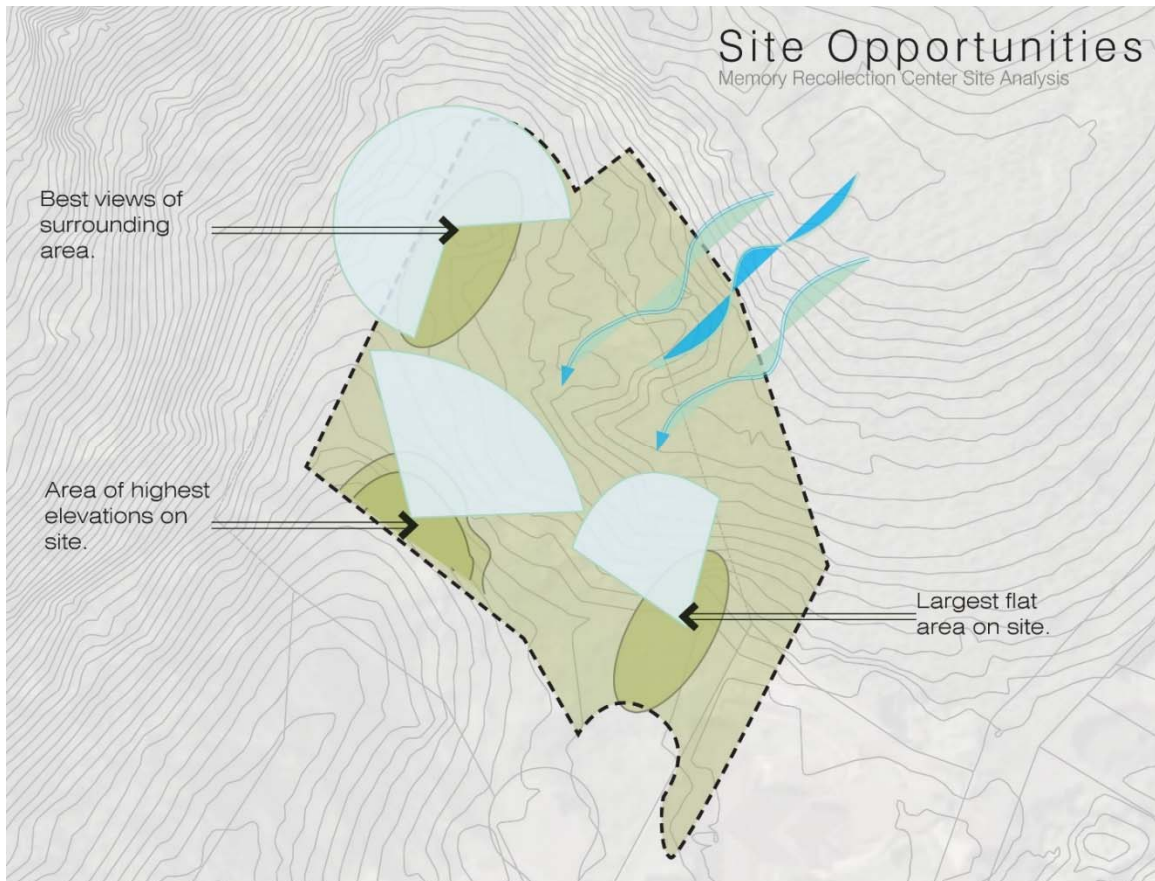 Site Opportunities
Memory Recollection Center Site Analysis
Best views of
surrounding
area.
Area of highest
elevations on
site.
Largest flat
area on site.